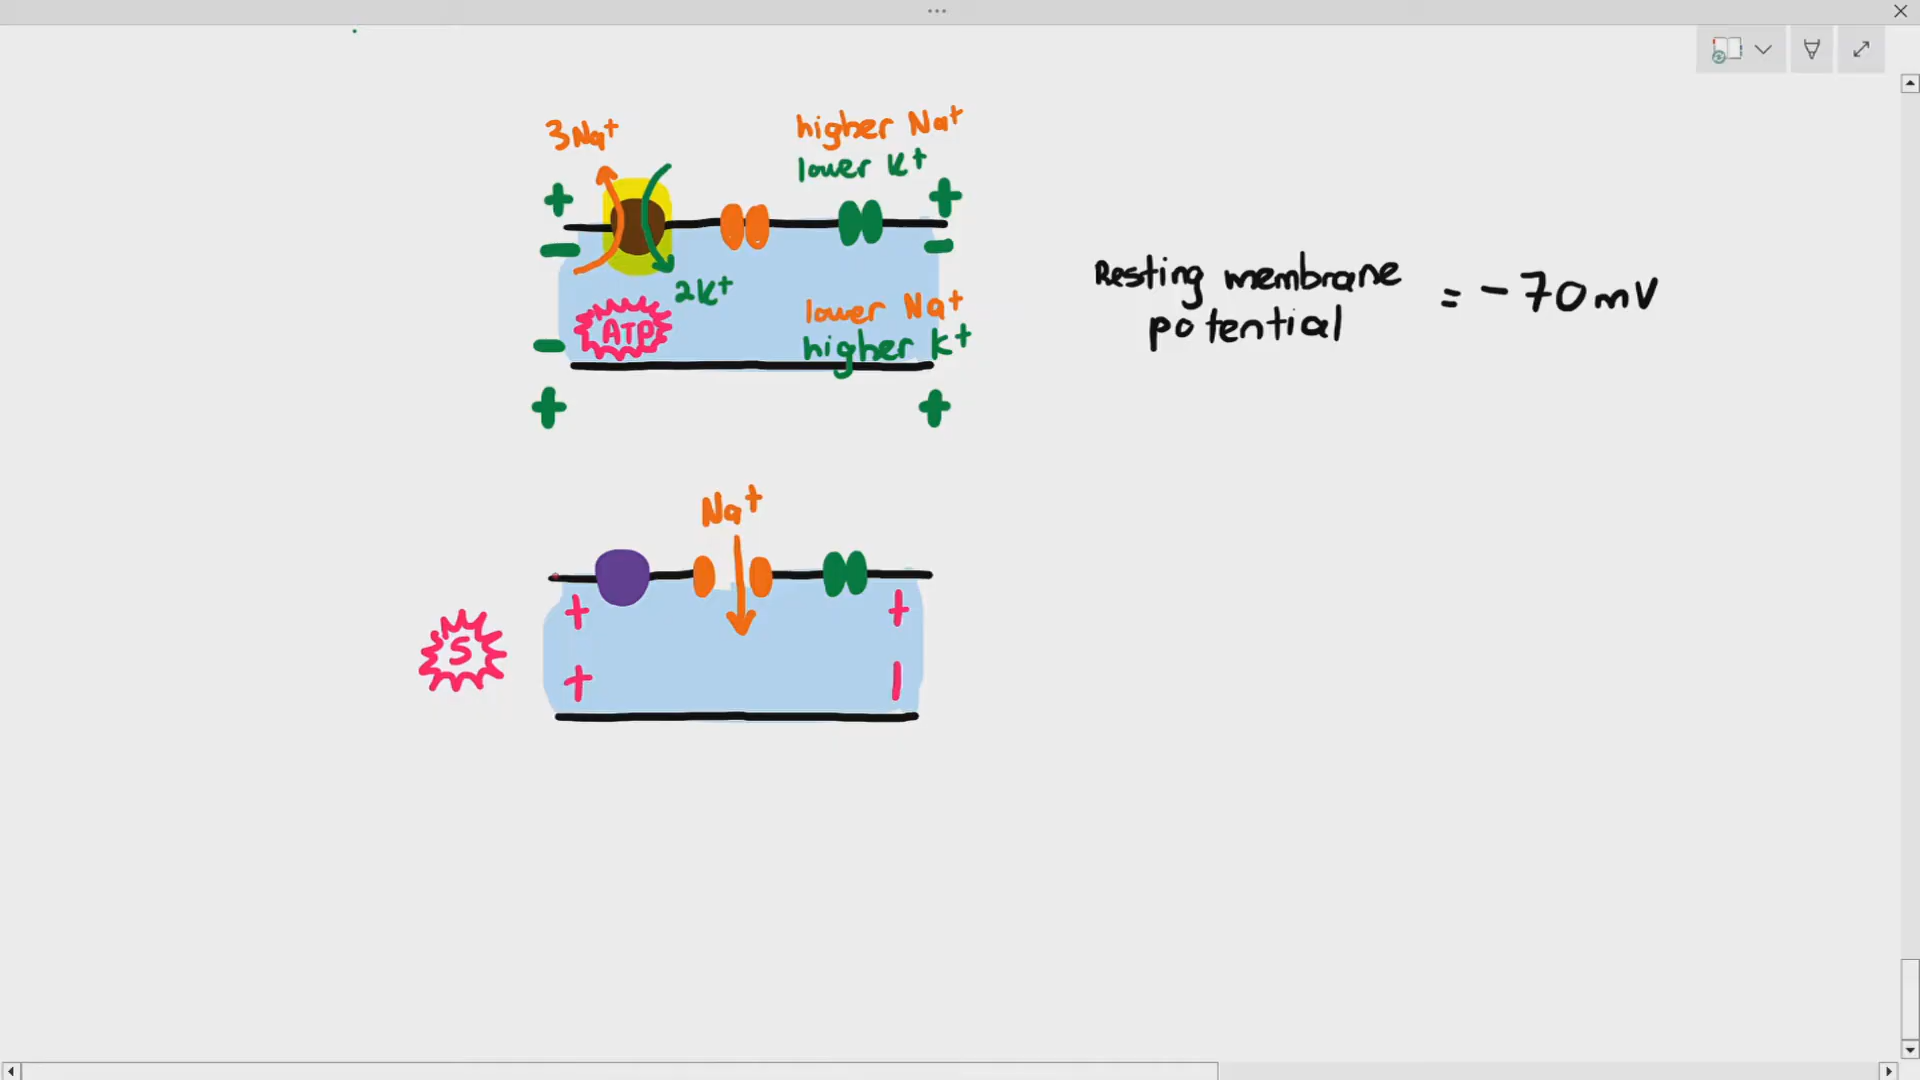 3Na⁺
higher Na⁺
lower K⁺
+
+
−
−
2K⁺
ATP
lower Na⁺
higher K⁺
−
+
+
Resting membrane
potential
= -70mV
Na⁺
+
+
S
+